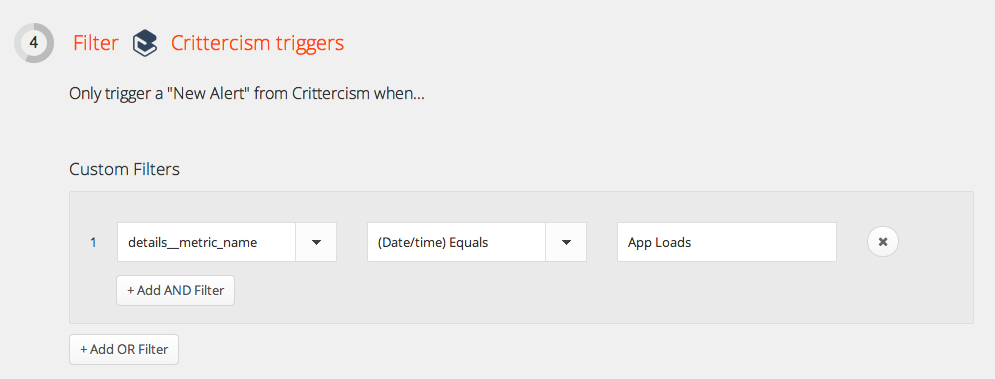 4 Filter Crittercism triggers
Only trigger a "New Alert" from Crittercism when...
Custom Filters
1 details__metric_name (Date/time) Equals App Loads
+ Add AND Filter
+ Add OR Filter